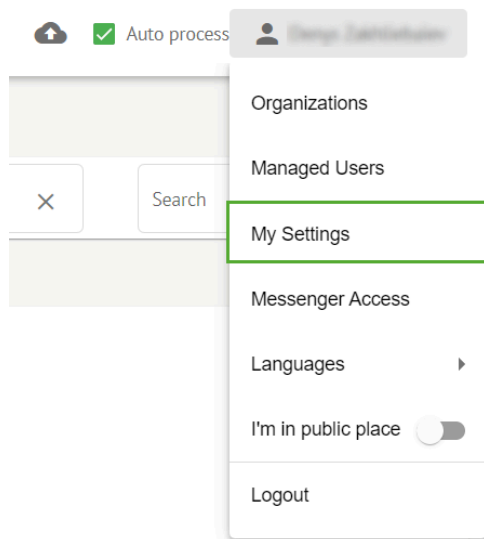 Auto process
Search
Organizations
Managed Users
My Settings
Messenger Access
Languages
I'm in public place
Logout